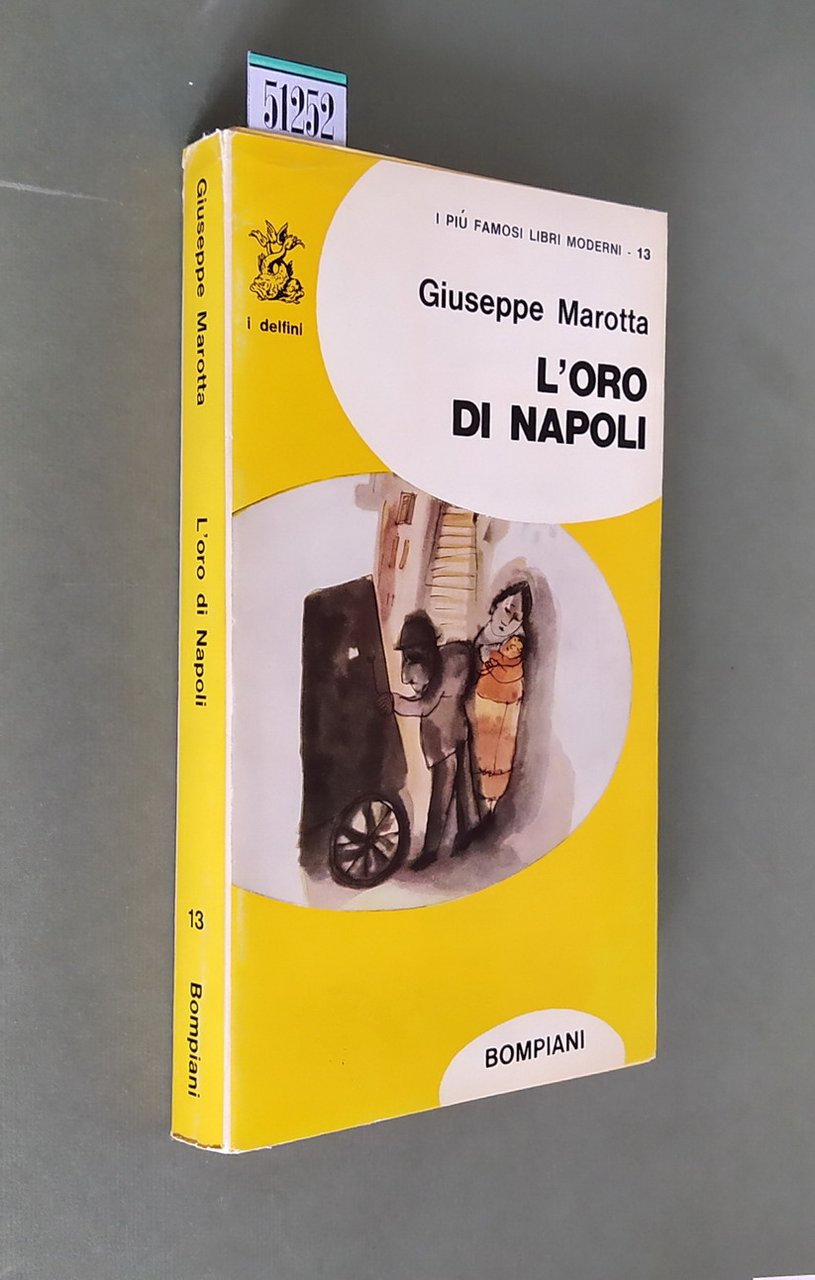 51252
I PIÚ FAMOSI LIBRI MODERNI - 13
Giuseppe Marotta
L'ORO
DI NAPOLI
i delfini
BOMPIANI
Giuseppe Marotta
L'oro di Napoli
13
Bompiani